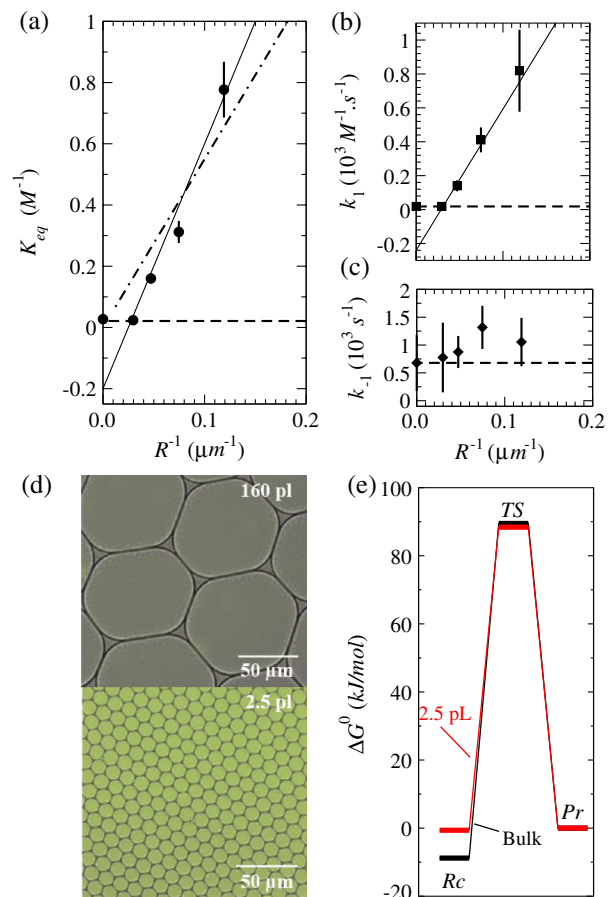 (a)
1
0.8
0.6
0.4
0.2
0
-0.2
K_eq (M^-1)
0.0 0.1 0.2
R^-1 (µm^-1)
(b)
1
0.6
0.2
-0.2
k_1 (10^3 M^-1.s^-1)
(c)
2
1.5
1
0.5
0
k_-1 (10^3 s^-1)
0.0 0.1 0.2
R^-1 (µm^-1)
(d)
160 pl
50 µm
2.5 pl
50 µm
(e)
100
80
60
40
20
0
-20
ΔG^0 (kJ/mol)
TS
2.5 pL
Pr
Bulk
Rc